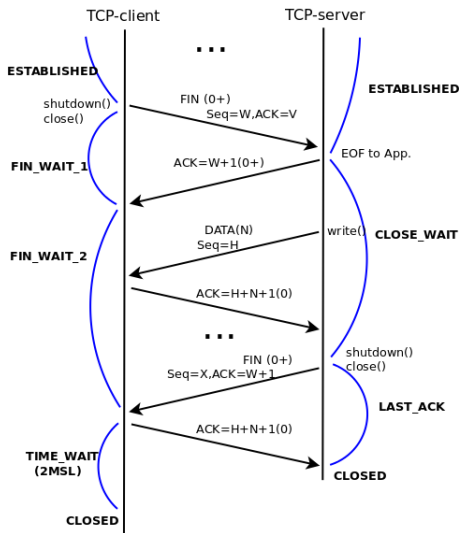 TCP-client
TCP-server
...
ESTABLISHED
ESTABLISHED
shutdown()
close()
FIN (0+)
Seq=W,ACK=V
FIN_WAIT_1
ACK=W+1(0+)
EOF to App.
DATA(N)
Seq=H
write()
CLOSE_WAIT
FIN_WAIT_2
ACK=H+N+1(0)
...
FIN (0+)
Seq=X,ACK=W+1
shutdown()
close()
LAST_ACK
ACK=H+N+1(0)
TIME_WAIT
(2MSL)
CLOSED
CLOSED